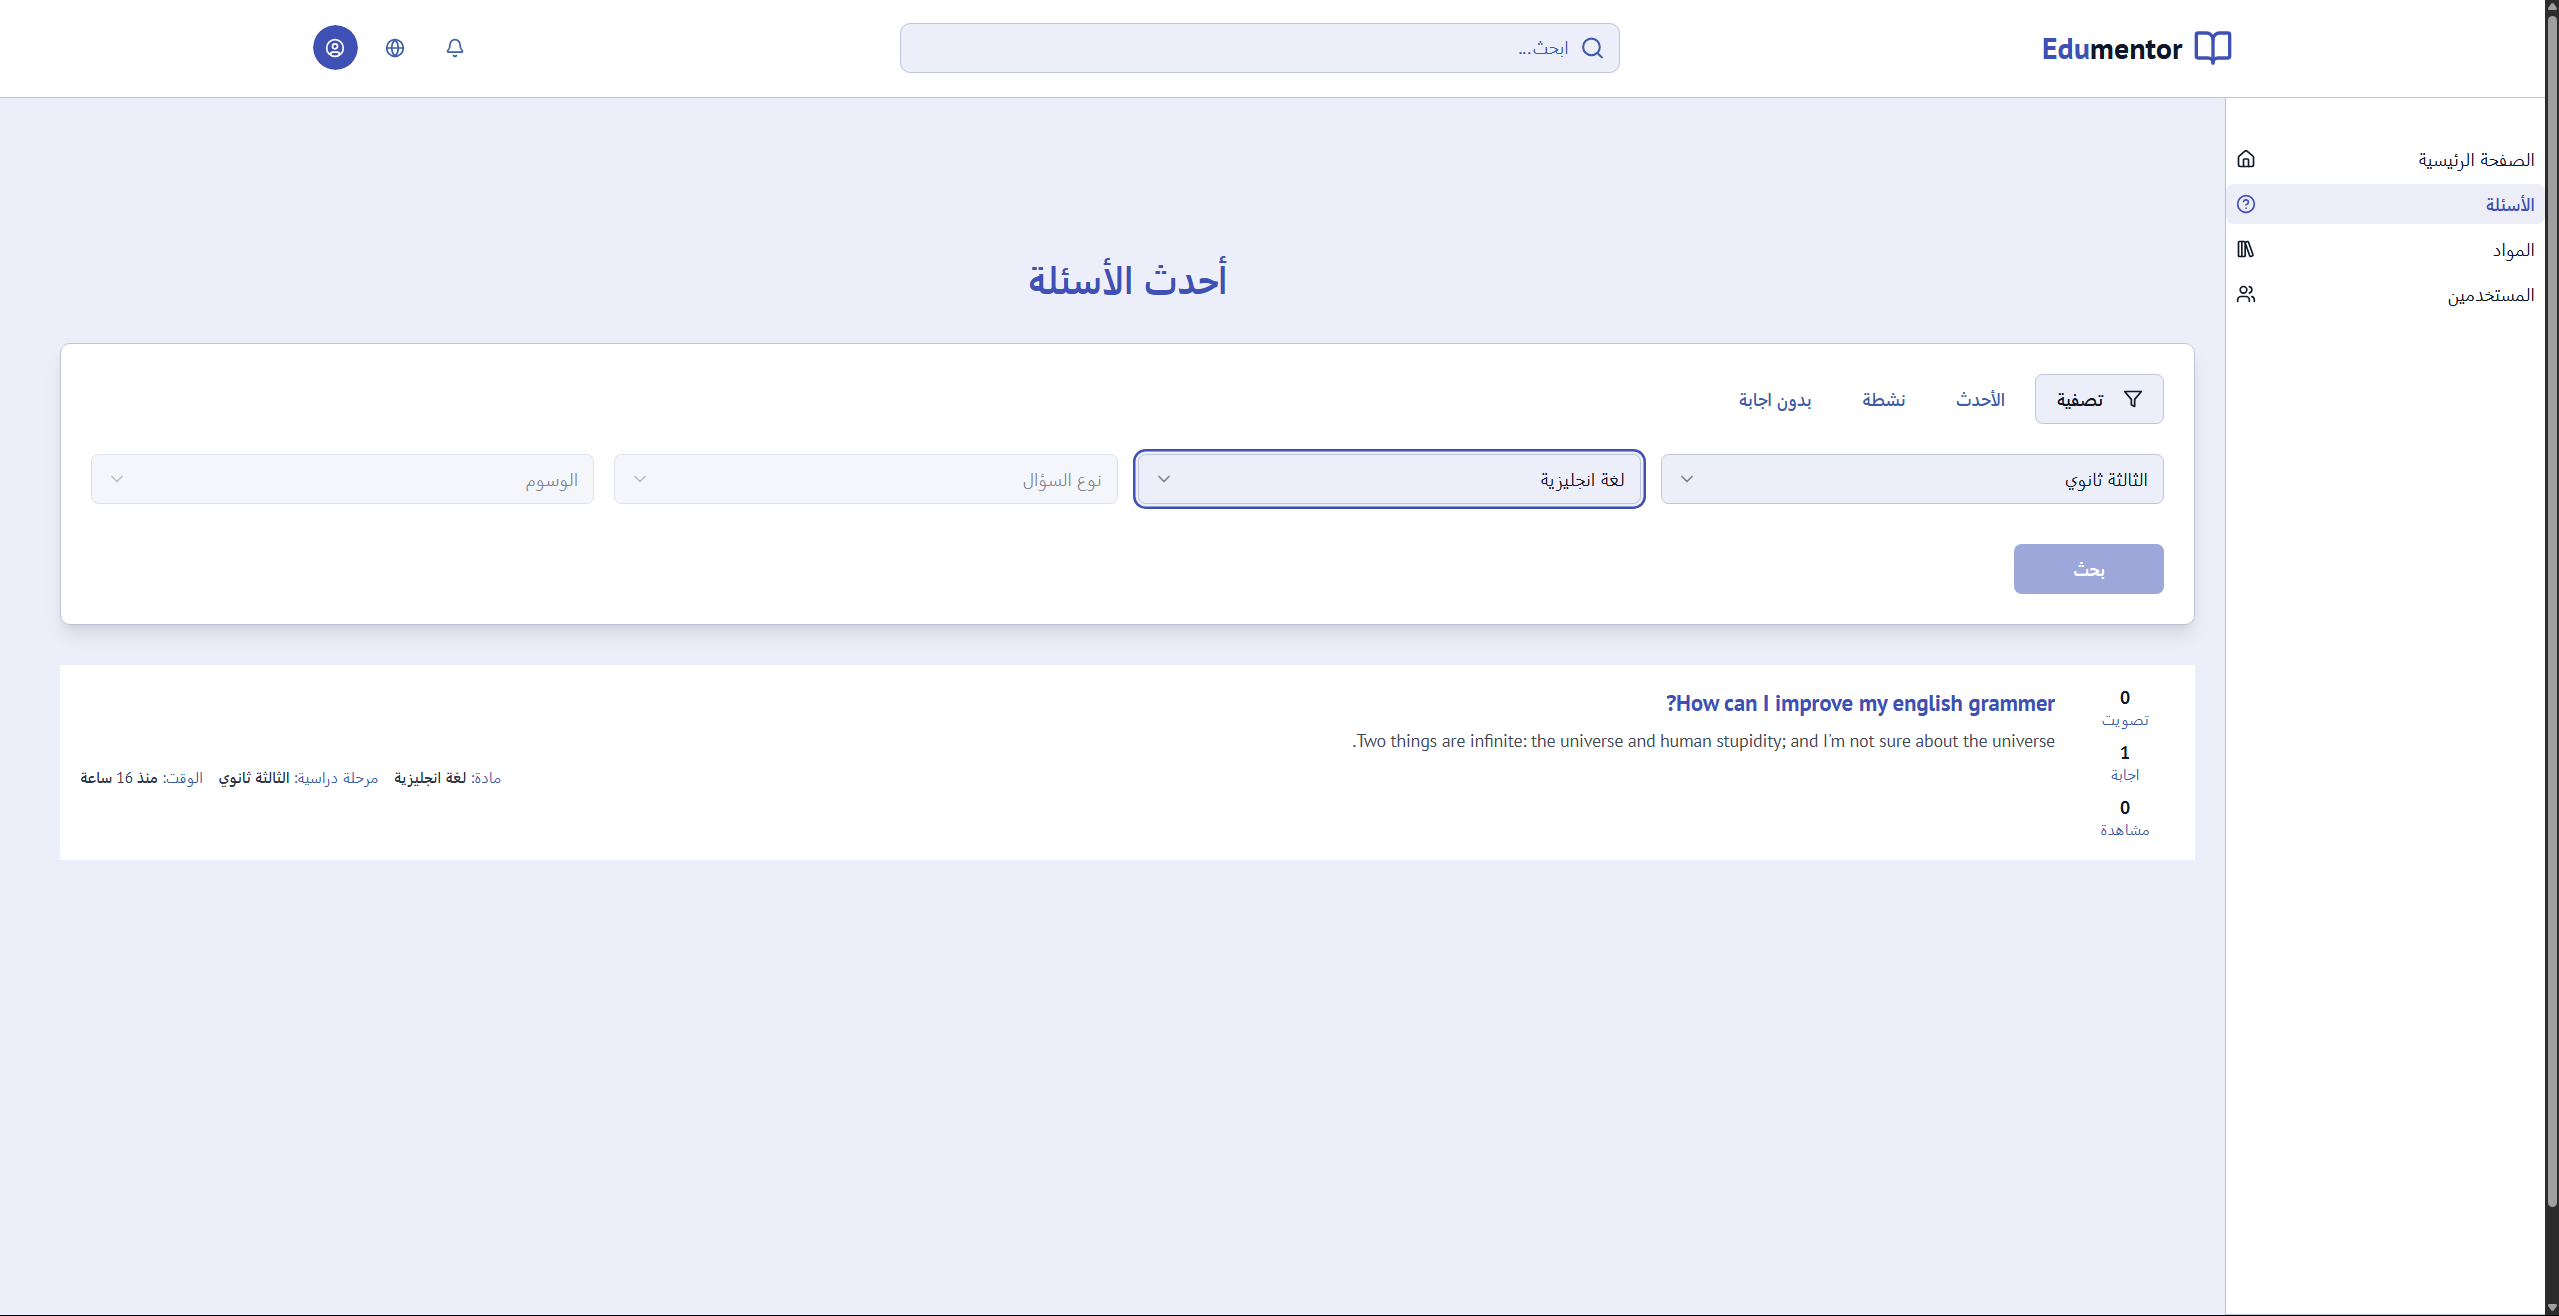 Edumentor
ابحث...
الصفحة الرئيسية
الأسئلة
المواد
المستخدمين
أحدث الأسئلة
تصفية
الأحدث
نشطة
بدون اجابة
الثالثة ثانوي
لغة انجليزية
نوع السؤال
الوسوم
بحث
0
تصويت
1
اجابة
0
مشاهدة
How can I improve my english grammer?
Two things are infinite: the universe and human stupidity; and I'm not sure about the universe.
مادة: لغة انجليزية مرحلة دراسية: الثالثة ثانوي الوقت: منذ 16 ساعة